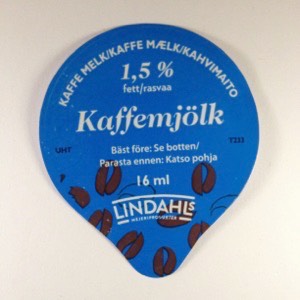 KAFFE MELK/KAFFE MÆLK/KAHVIMAITO
1,5 %
fett/rasvaa
Kaffemjölk
UHT
T233
Bäst före: Se botten/
Parasta ennen: Katso pohja
16 ml
LINDAHLS
MEJERIPRODUKTER